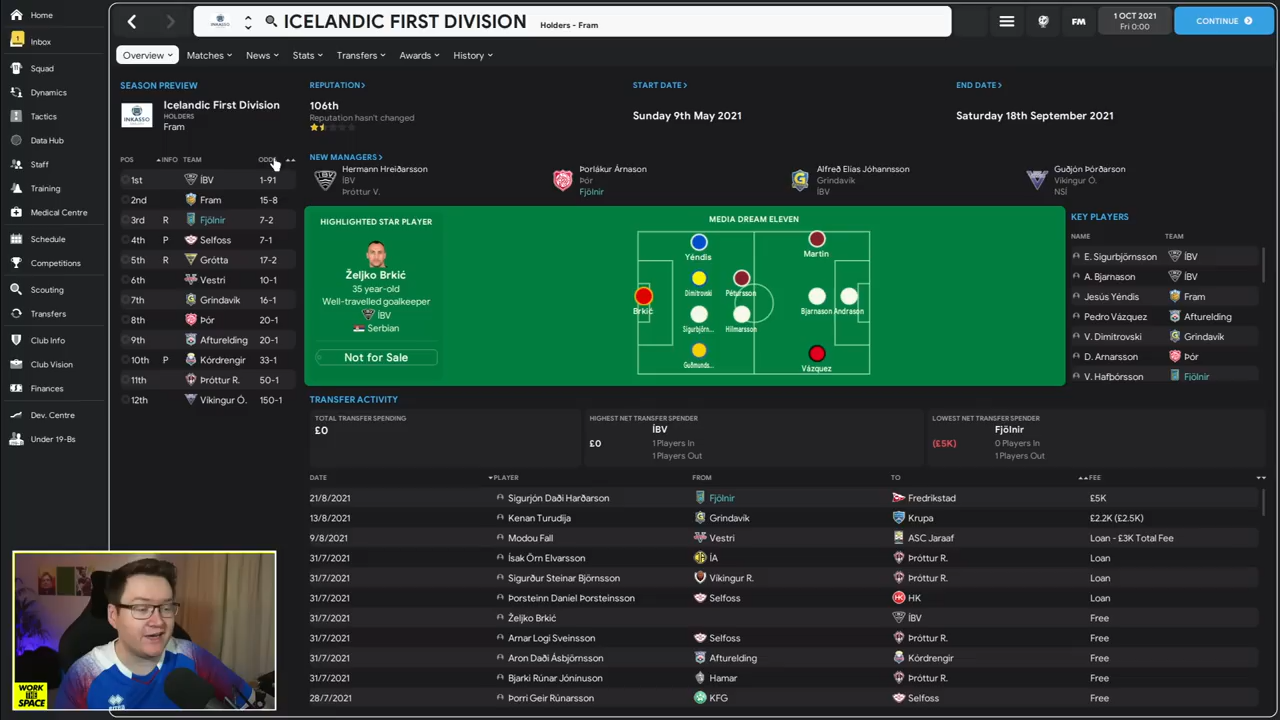 Home
Inbox
Squad
Dynamics
Tactics
Data Hub
Staff
Training
Medical Centre
Schedule
Competitions
Scouting
Transfers
Club Info
Club Vision
Finances
Dev. Centre
Under 19-Bs
INKASSO
ICELANDIC FIRST DIVISION Holders - Fram
FM
1 OCT 2021
Fri 0:00
CONTINUE
Overview Matches News Stats Transfers Awards History
SEASON PREVIEW
INKASSO
Icelandic First Division
HOLDERS
Fram
POS INFO TEAM ODDS
1st ÍBV 1-91
2nd Fram 15-8
3rd R Fjölnir 7-2
4th P Selfoss 7-1
5th R Grótta 17-2
6th Vestri 10-1
7th Grindavík 16-1
8th Þór 20-1
9th Afturelding 20-1
10th P Kórdrengir 33-1
11th Þróttur R. 50-1
12th Víkingur Ó. 150-1
REPUTATION
106th
Reputation hasn't changed
START DATE
Sunday 9th May 2021
END DATE
Saturday 18th September 2021
NEW MANAGERS
Hermann Hreiðarsson
ÍBV
Þróttur V.
Þorlákur Árnason
Þór
Fjölnir
Alfreð Elías Jóhannsson
Grindavík
ÍBV
Guðjón Þórðarson
Víkingur Ó.
NSÍ
HIGHLIGHTED STAR PLAYER
Željko Brkić
35 year-old
Well-travelled goalkeeper
ÍBV
Serbian
Not for Sale
MEDIA DREAM ELEVEN
Yéndis
Martin
Dimitrovski
Pétursson
Brkić
Bjarnason
Andrason
Sigurbjörn...
Hilmarsson
Guðmunds...
Vázquez
KEY PLAYERS
NAME TEAM
E. Sigurbjörnsson ÍBV
A. Bjarnason ÍBV
Jesús Yéndis Fram
Pedro Vázquez Afturelding
V. Dimitrovski Grindavík
D. Arnarsson Þór
V. Hafþórsson Fjölnir
TRANSFER ACTIVITY
TOTAL TRANSFER SPENDING
£0
HIGHEST NET TRANSFER SPENDER
ÍBV
£0
1 Players In
1 Players Out
LOWEST NET TRANSFER SPENDER
Fjölnir
(£5K)
0 Players In
1 Players Out
DATE PLAYER FROM TO FEE
21/8/2021 Sigurjón Daði Harðarson Fjölnir Fredrikstad £5K
13/8/2021 Kenan Turudija Grindavík Krupa £2.2K (£2.5K)
9/8/2021 Modou Fall Vestri ASC Jaraaf Loan - £3K Total Fee
31/7/2021 Ísak Örn Elvarsson ÍA Þróttur R. Loan
31/7/2021 Sigurður Steinar Björnsson Víkingur R. Þróttur R. Loan
31/7/2021 Þorsteinn Daníel Þorsteinsson Selfoss HK Loan
31/7/2021 Željko Brkić ÍBV Free
31/7/2021 Arnar Logi Sveinsson Selfoss Þróttur R. Free
31/7/2021 Aron Daði Ásbjörnsson Afturelding Kórdrengir Free
31/7/2021 Bjarki Rúnar Jónínuson Hamar Þróttur R. Free
28/7/2021 Þorri Geir Rúnarsson KFG Selfoss Free
WORK
THE
SPACE
errea